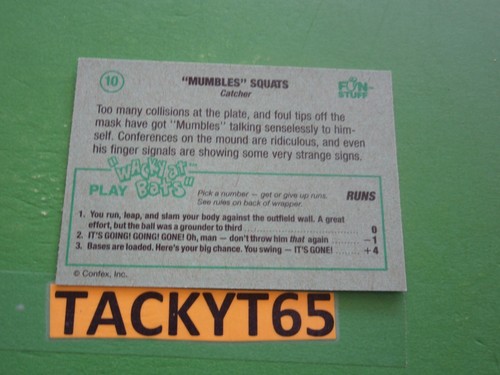 10
"MUMBLES" SQUATS
Catcher
FUN-
STUFF
Too many collisions at the plate, and foul tips off the
mask have got "Mumbles" talking senselessly to him-
self. Conferences on the mound are ridiculous, and even
his finger signals are showing some very strange signs.
PLAY "WACKY at-
BATS"
Pick a number — get or give up runs.
See rules on back of wrapper.
RUNS
1. You run, leap, and slam your body against the outfield wall. A great
effort, but the ball was a grounder to third 0
2. IT'S GOING! GOING! GONE! Oh, man — don't throw him that again −1
3. Bases are loaded. Here's your big chance. You swing — IT'S GONE! +4
© Confex, Inc.
TACKYT65